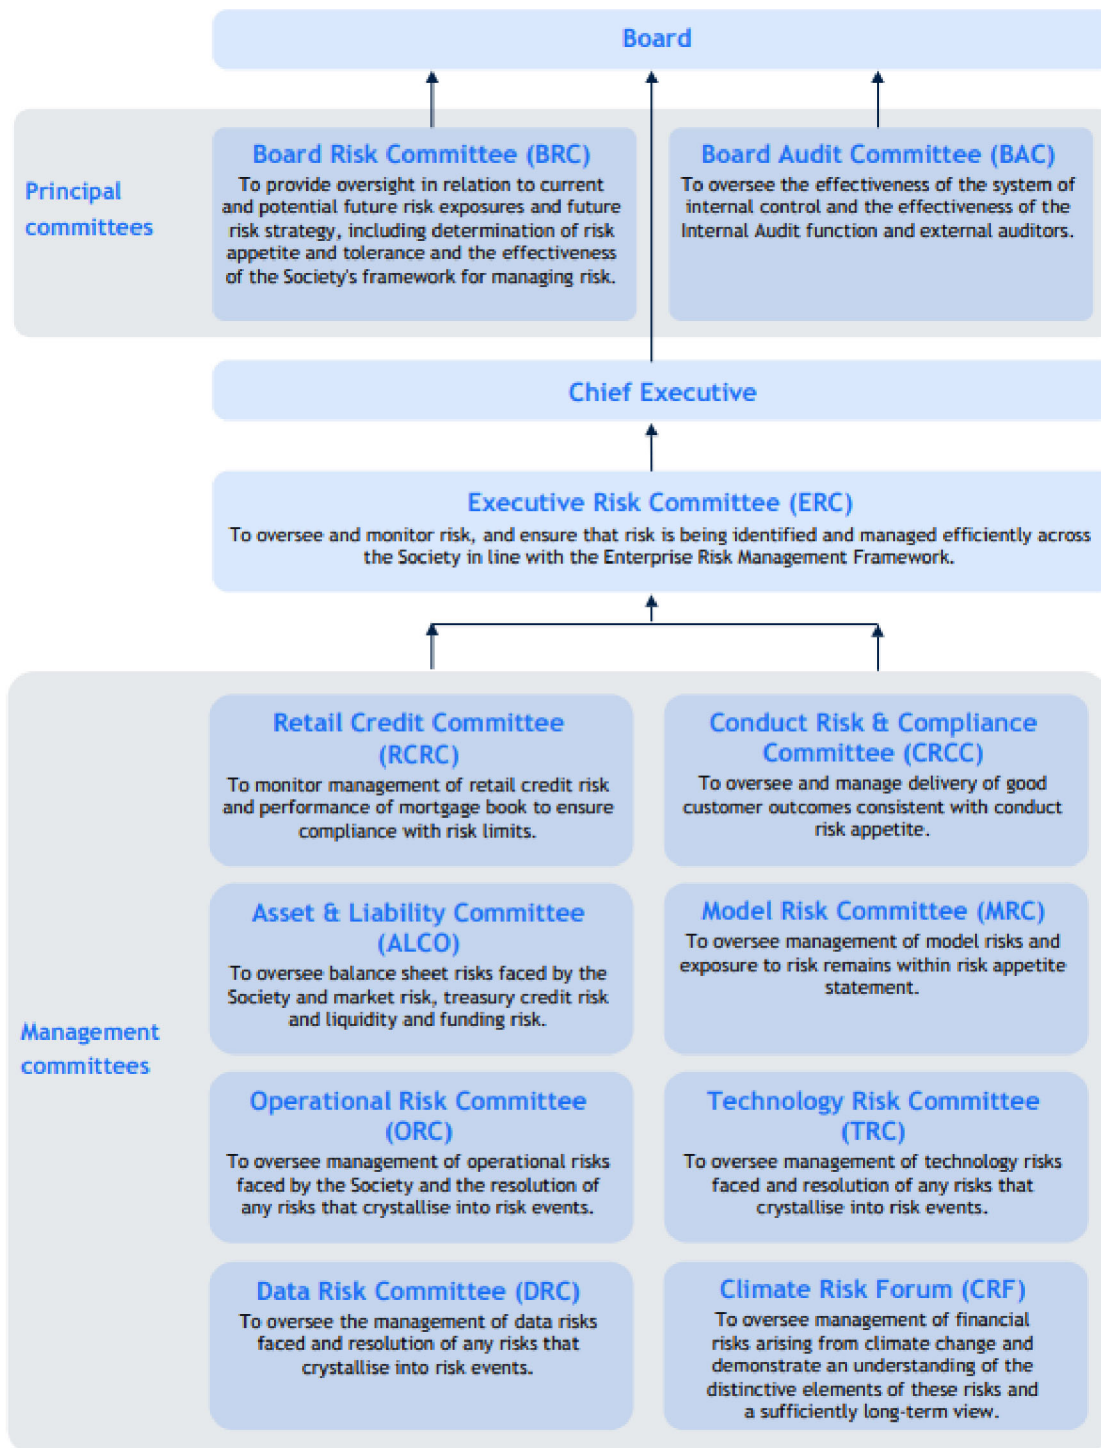 Board
Principal
committees
Board Risk Committee (BRC)
To provide oversight in relation to current
and potential future risk exposures and future
risk strategy, including determination of risk
appetite and tolerance and the effectiveness
of the Society's framework for managing risk.
Board Audit Committee (BAC)
To oversee the effectiveness of the system of
internal control and the effectiveness of the
Internal Audit function and external auditors.
Chief Executive
Executive Risk Committee (ERC)
To oversee and monitor risk, and ensure that risk is being identified and managed efficiently across
the Society in line with the Enterprise Risk Management Framework.
Management
committees
Retail Credit Committee
(RCRC)
To monitor management of retail credit risk
and performance of mortgage book to ensure
compliance with risk limits.
Conduct Risk & Compliance
Committee (CRCC)
To oversee and manage delivery of good
customer outcomes consistent with conduct
risk appetite.
Asset & Liability Committee
(ALCO)
To oversee balance sheet risks faced by the
Society and market risk, treasury credit risk
and liquidity and funding risk.
Model Risk Committee (MRC)
To oversee management of model risks and
exposure to risk remains within risk appetite
statement.
Operational Risk Committee
(ORC)
To oversee management of operational risks
faced by the Society and the resolution of
any risks that crystallise into risk events.
Technology Risk Committee
(TRC)
To oversee management of technology risks
faced and resolution of any risks that
crystallise into risk events.
Data Risk Committee (DRC)
To oversee the management of data risks
faced and resolution of any risks that
crystallise into risk events.
Climate Risk Forum (CRF)
To oversee management of financial
risks arising from climate change and
demonstrate an understanding of the
distinctive elements of these risks and
a sufficiently long-term view.